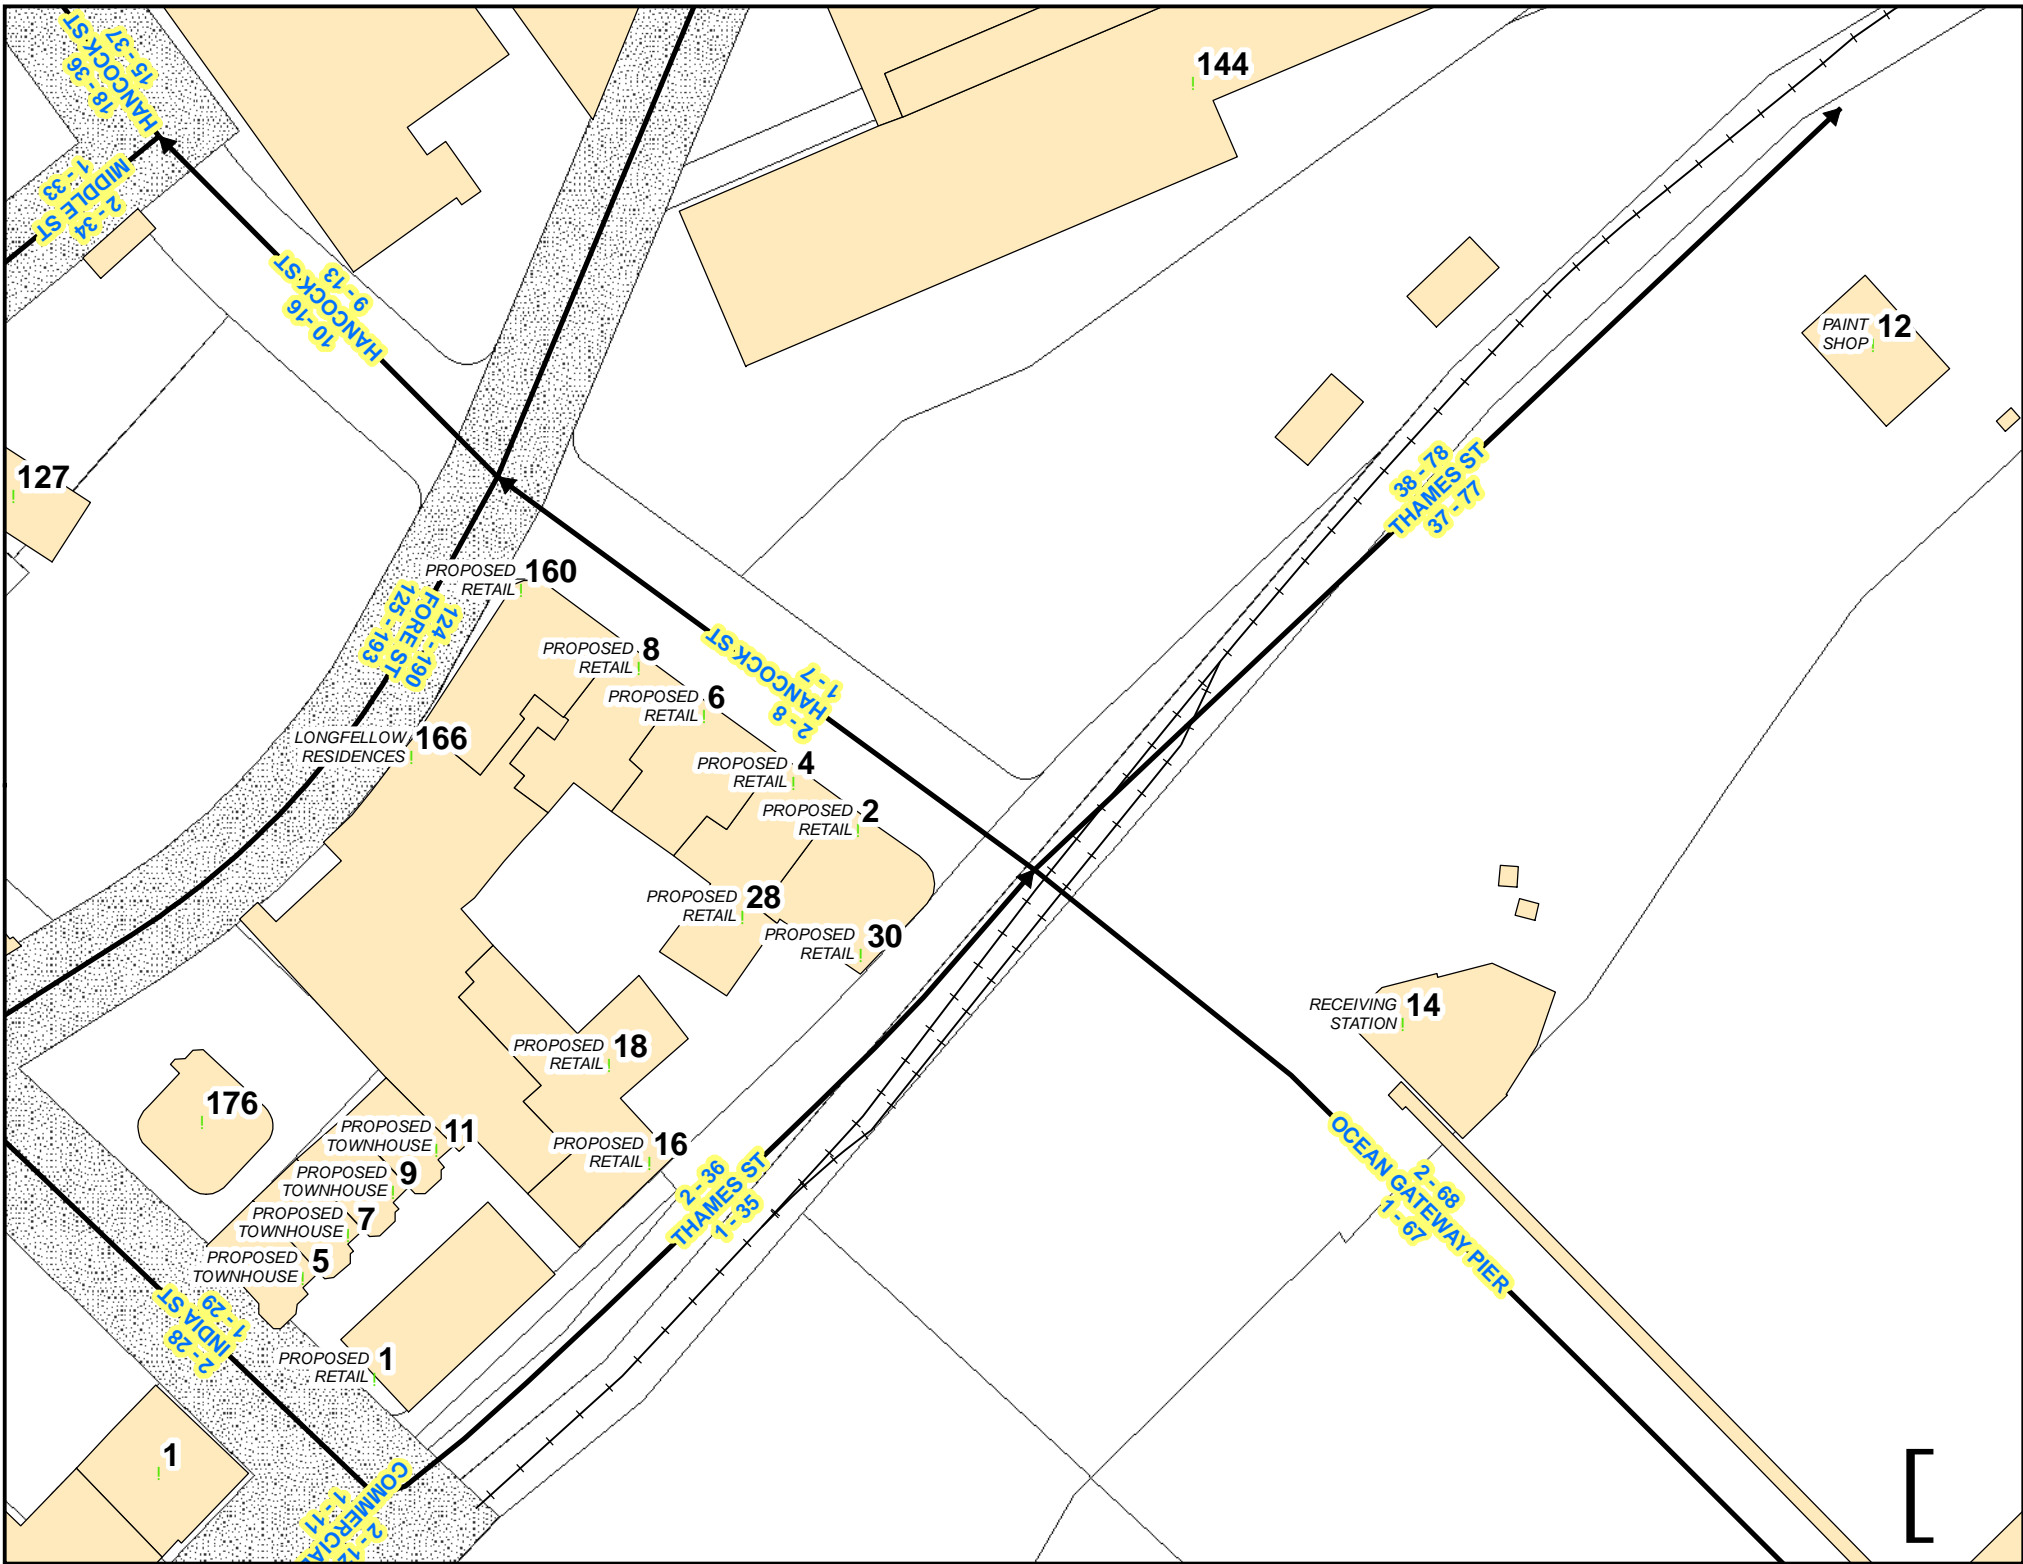 HANCOCK ST
15 - 37
18 - 36
144
MIDDLE ST
1 - 33
2 - 34
HANCOCK ST
9 - 13
10 - 16
PAINT
SHOP
12
127
38 - 78
THAMES ST
37 - 77
PROPOSED
RETAIL
160
124 - 190
FORE ST
125 - 193
PROPOSED
RETAIL
8
HANCOCK ST
1 - 7
2 - 8
PROPOSED
RETAIL
6
LONGFELLOW
RESIDENCES
166
PROPOSED
RETAIL
4
PROPOSED
RETAIL
2
PROPOSED
RETAIL
28
PROPOSED
RETAIL
30
RECEIVING
STATION
14
PROPOSED
RETAIL
18
176
PROPOSED
TOWNHOUSE
11
PROPOSED
RETAIL
16
PROPOSED
TOWNHOUSE
9
2 - 36
THAMES ST
1 - 35
2 - 68
OCEAN GATEWAY PIER
1 - 67
PROPOSED
TOWNHOUSE
7
PROPOSED
TOWNHOUSE
5
INDIA ST
1 - 29
2 - 28
PROPOSED
RETAIL
1
1
COMMERCIAL
1 - 11
2 - 12
[